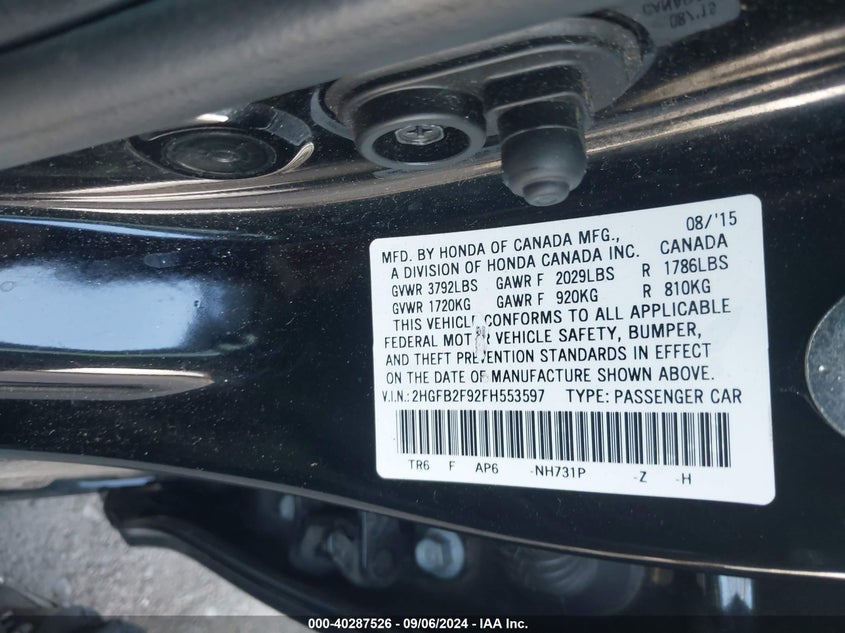 CANADA
08/'15
08/'15
MFD. BY HONDA OF CANADA MFG., CANADA
A DIVISION OF HONDA CANADA INC.
GVWR 3792LBS GAWR F 2029LBS R 1786LBS
GVWR 1720KG GAWR F 920KG R 810KG
THIS VEHICLE CONFORMS TO ALL APPLICABLE
FEDERAL MOTOR VEHICLE SAFETY, BUMPER,
AND THEFT PREVENTION STANDARDS IN EFFECT
ON THE DATE OF MANUFACTURE SHOWN ABOVE.
V.I.N.: 2HGFB2F92FH553597 TYPE: PASSENGER CAR
TR6 F AP6 -NH731P -Z -H
000-40287526 - 09/06/2024 - IAA Inc.